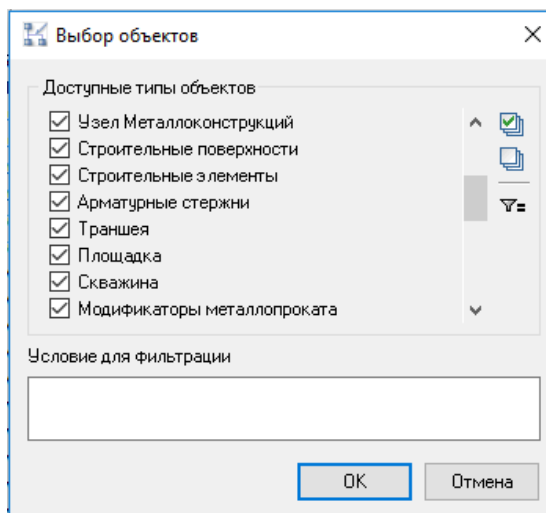 Выбор объектов
Доступные типы объектов
Узел Металлоконструкций
Строительные поверхности
Строительные элементы
Арматурные стержни
Траншея
Площадка
Скважина
Модификаторы металлопроката
Условие для фильтрации
OK
Отмена